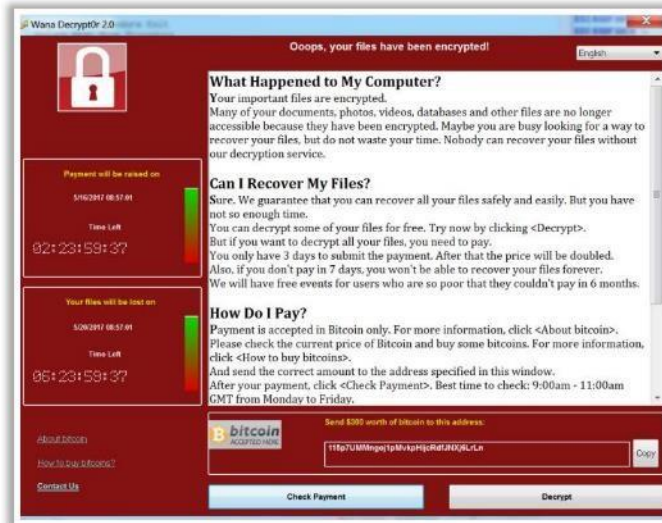 Wana Decrypt0r 2.0
Ooops, your files have been encrypted!
English
What Happened to My Computer?
Your important files are encrypted.
Many of your documents, photos, videos, databases and other files are no longer
accessible because they have been encrypted. Maybe you are busy looking for a way to
recover your files, but do not waste your time. Nobody can recover your files without
our decryption service.
Can I Recover My Files?
Sure. We guarantee that you can recover all your files safely and easily. But you have
not so enough time.
You can decrypt some of your files for free. Try now by clicking <Decrypt>.
But if you want to decrypt all your files, you need to pay.
You only have 3 days to submit the payment. After that the price will be doubled.
Also, if you don't pay in 7 days, you won't be able to recover your files forever.
We will have free events for users who are so poor that they couldn't pay in 6 months.
How Do I Pay?
Payment is accepted in Bitcoin only. For more information, click <About bitcoin>.
Please check the current price of Bitcoin and buy some bitcoins. For more information,
click <How to buy bitcoins>.
And send the correct amount to the address specified in this window.
After your payment, click <Check Payment>. Best time to check: 9:00am - 11:00am
GMT from Monday to Friday.
Payment will be raised on
5/16/2017 08:57:01
Time Left
02:23:59:37
Your files will be lost on
5/20/2017 08:57:01
Time Left
06:23:59:37
About bitcoin
How to buy bitcoins?
Contact Us
bitcoin
ACCEPTED HERE
Send $300 worth of bitcoin to this address:
Copy
Check Payment
Decrypt